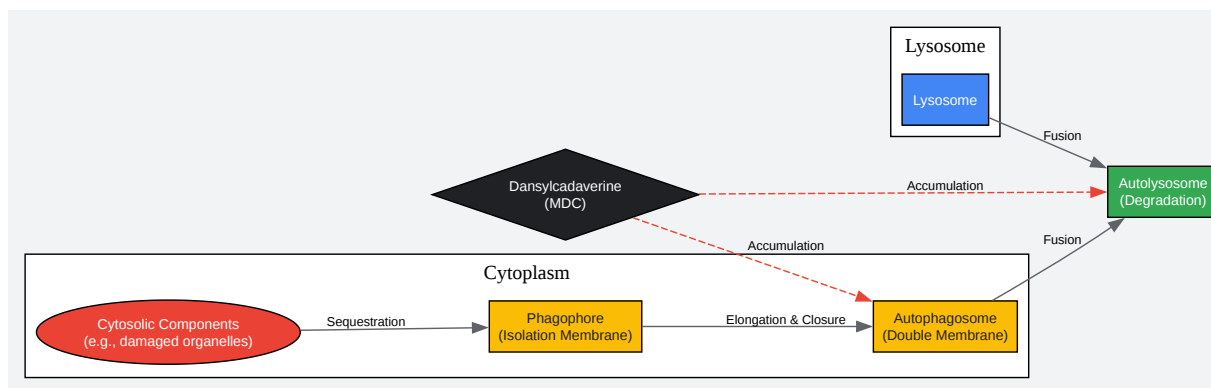 Lysosome
Lysosome
Fusion
Dansylcadaverine
(MDC)
Accumulation
Autolysosome
(Degradation)
Accumulation
Fusion
Cytoplasm
Cytosolic Components
(e.g., damaged organelles)
Sequestration
Phagophore
(Isolation Membrane)
Elongation & Closure
Autophagosome
(Double Membrane)